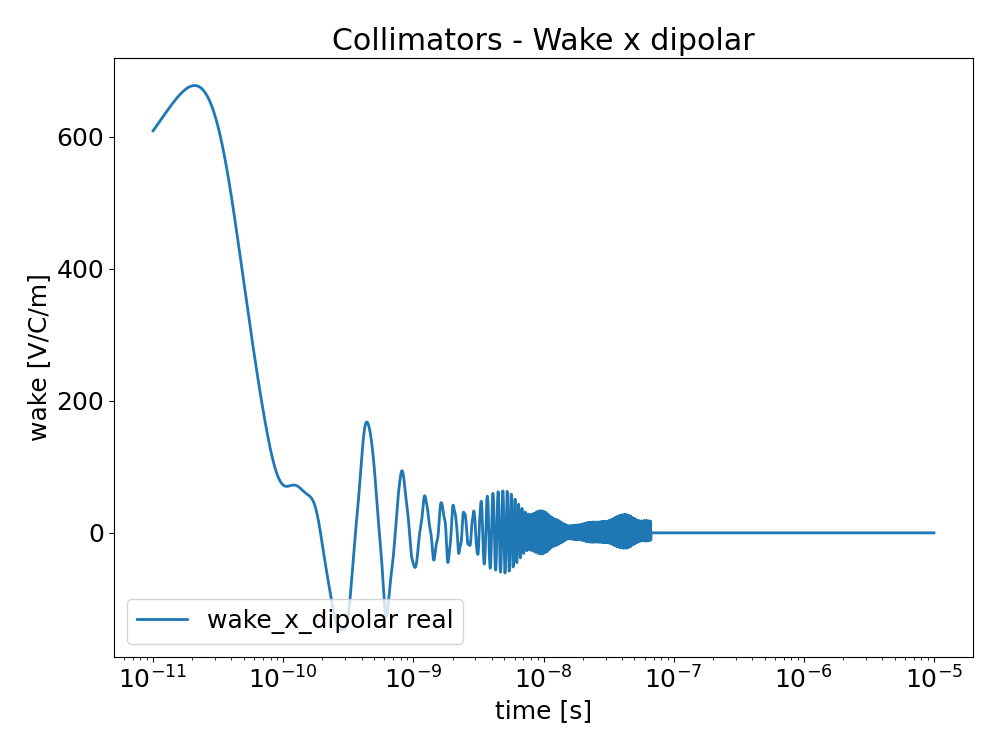 Collimators - Wake x dipolar
wake [V/C/m]
600
400
200
0
wake_x_dipolar real
10⁻¹¹ 10⁻¹⁰ 10⁻⁹ 10⁻⁸ 10⁻⁷ 10⁻⁶ 10⁻⁵
time [s]